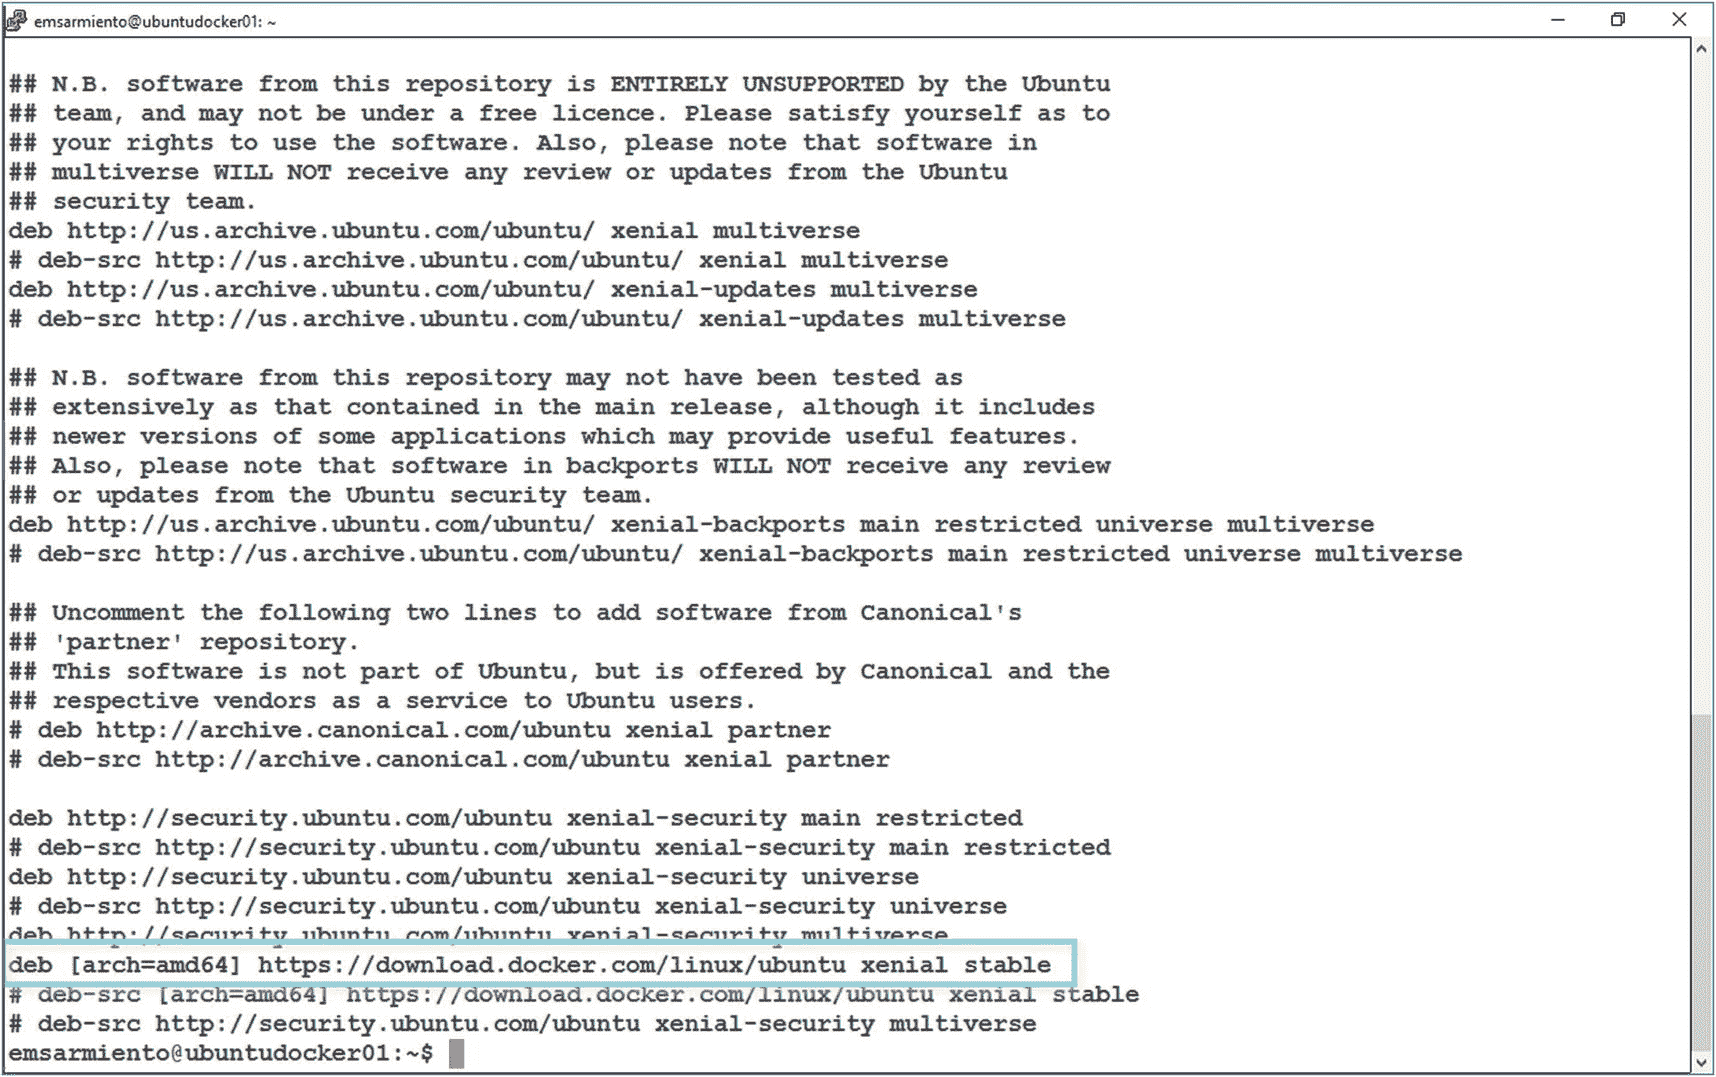 emsarmiento@ubuntudocker01: ~
## N.B. software from this repository is ENTIRELY UNSUPPORTED by the Ubuntu
## team, and may not be under a free licence. Please satisfy yourself as to
## your rights to use the software. Also, please note that software in
## multiverse WILL NOT receive any review or updates from the Ubuntu
## security team.
deb http://us.archive.ubuntu.com/ubuntu/ xenial multiverse
# deb-src http://us.archive.ubuntu.com/ubuntu/ xenial multiverse
deb http://us.archive.ubuntu.com/ubuntu/ xenial-updates multiverse
# deb-src http://us.archive.ubuntu.com/ubuntu/ xenial-updates multiverse
## N.B. software from this repository may not have been tested as
## extensively as that contained in the main release, although it includes
## newer versions of some applications which may provide useful features.
## Also, please note that software in backports WILL NOT receive any review
## or updates from the Ubuntu security team.
deb http://us.archive.ubuntu.com/ubuntu/ xenial-backports main restricted universe multiverse
# deb-src http://us.archive.ubuntu.com/ubuntu/ xenial-backports main restricted universe multiverse
## Uncomment the following two lines to add software from Canonical's
## 'partner' repository.
## This software is not part of Ubuntu, but is offered by Canonical and the
## respective vendors as a service to Ubuntu users.
# deb http://archive.canonical.com/ubuntu xenial partner
# deb-src http://archive.canonical.com/ubuntu xenial partner
deb http://security.ubuntu.com/ubuntu xenial-security main restricted
# deb-src http://security.ubuntu.com/ubuntu xenial-security main restricted
deb http://security.ubuntu.com/ubuntu xenial-security universe
# deb-src http://security.ubuntu.com/ubuntu xenial-security universe
deb http://security.ubuntu.com/ubuntu xenial-security multiverse
deb [arch=amd64] https://download.docker.com/linux/ubuntu xenial stable
# deb-src [arch=amd64] https://download.docker.com/linux/ubuntu xenial stable
# deb-src http://security.ubuntu.com/ubuntu xenial-security multiverse
emsarmiento@ubuntudocker01:~$